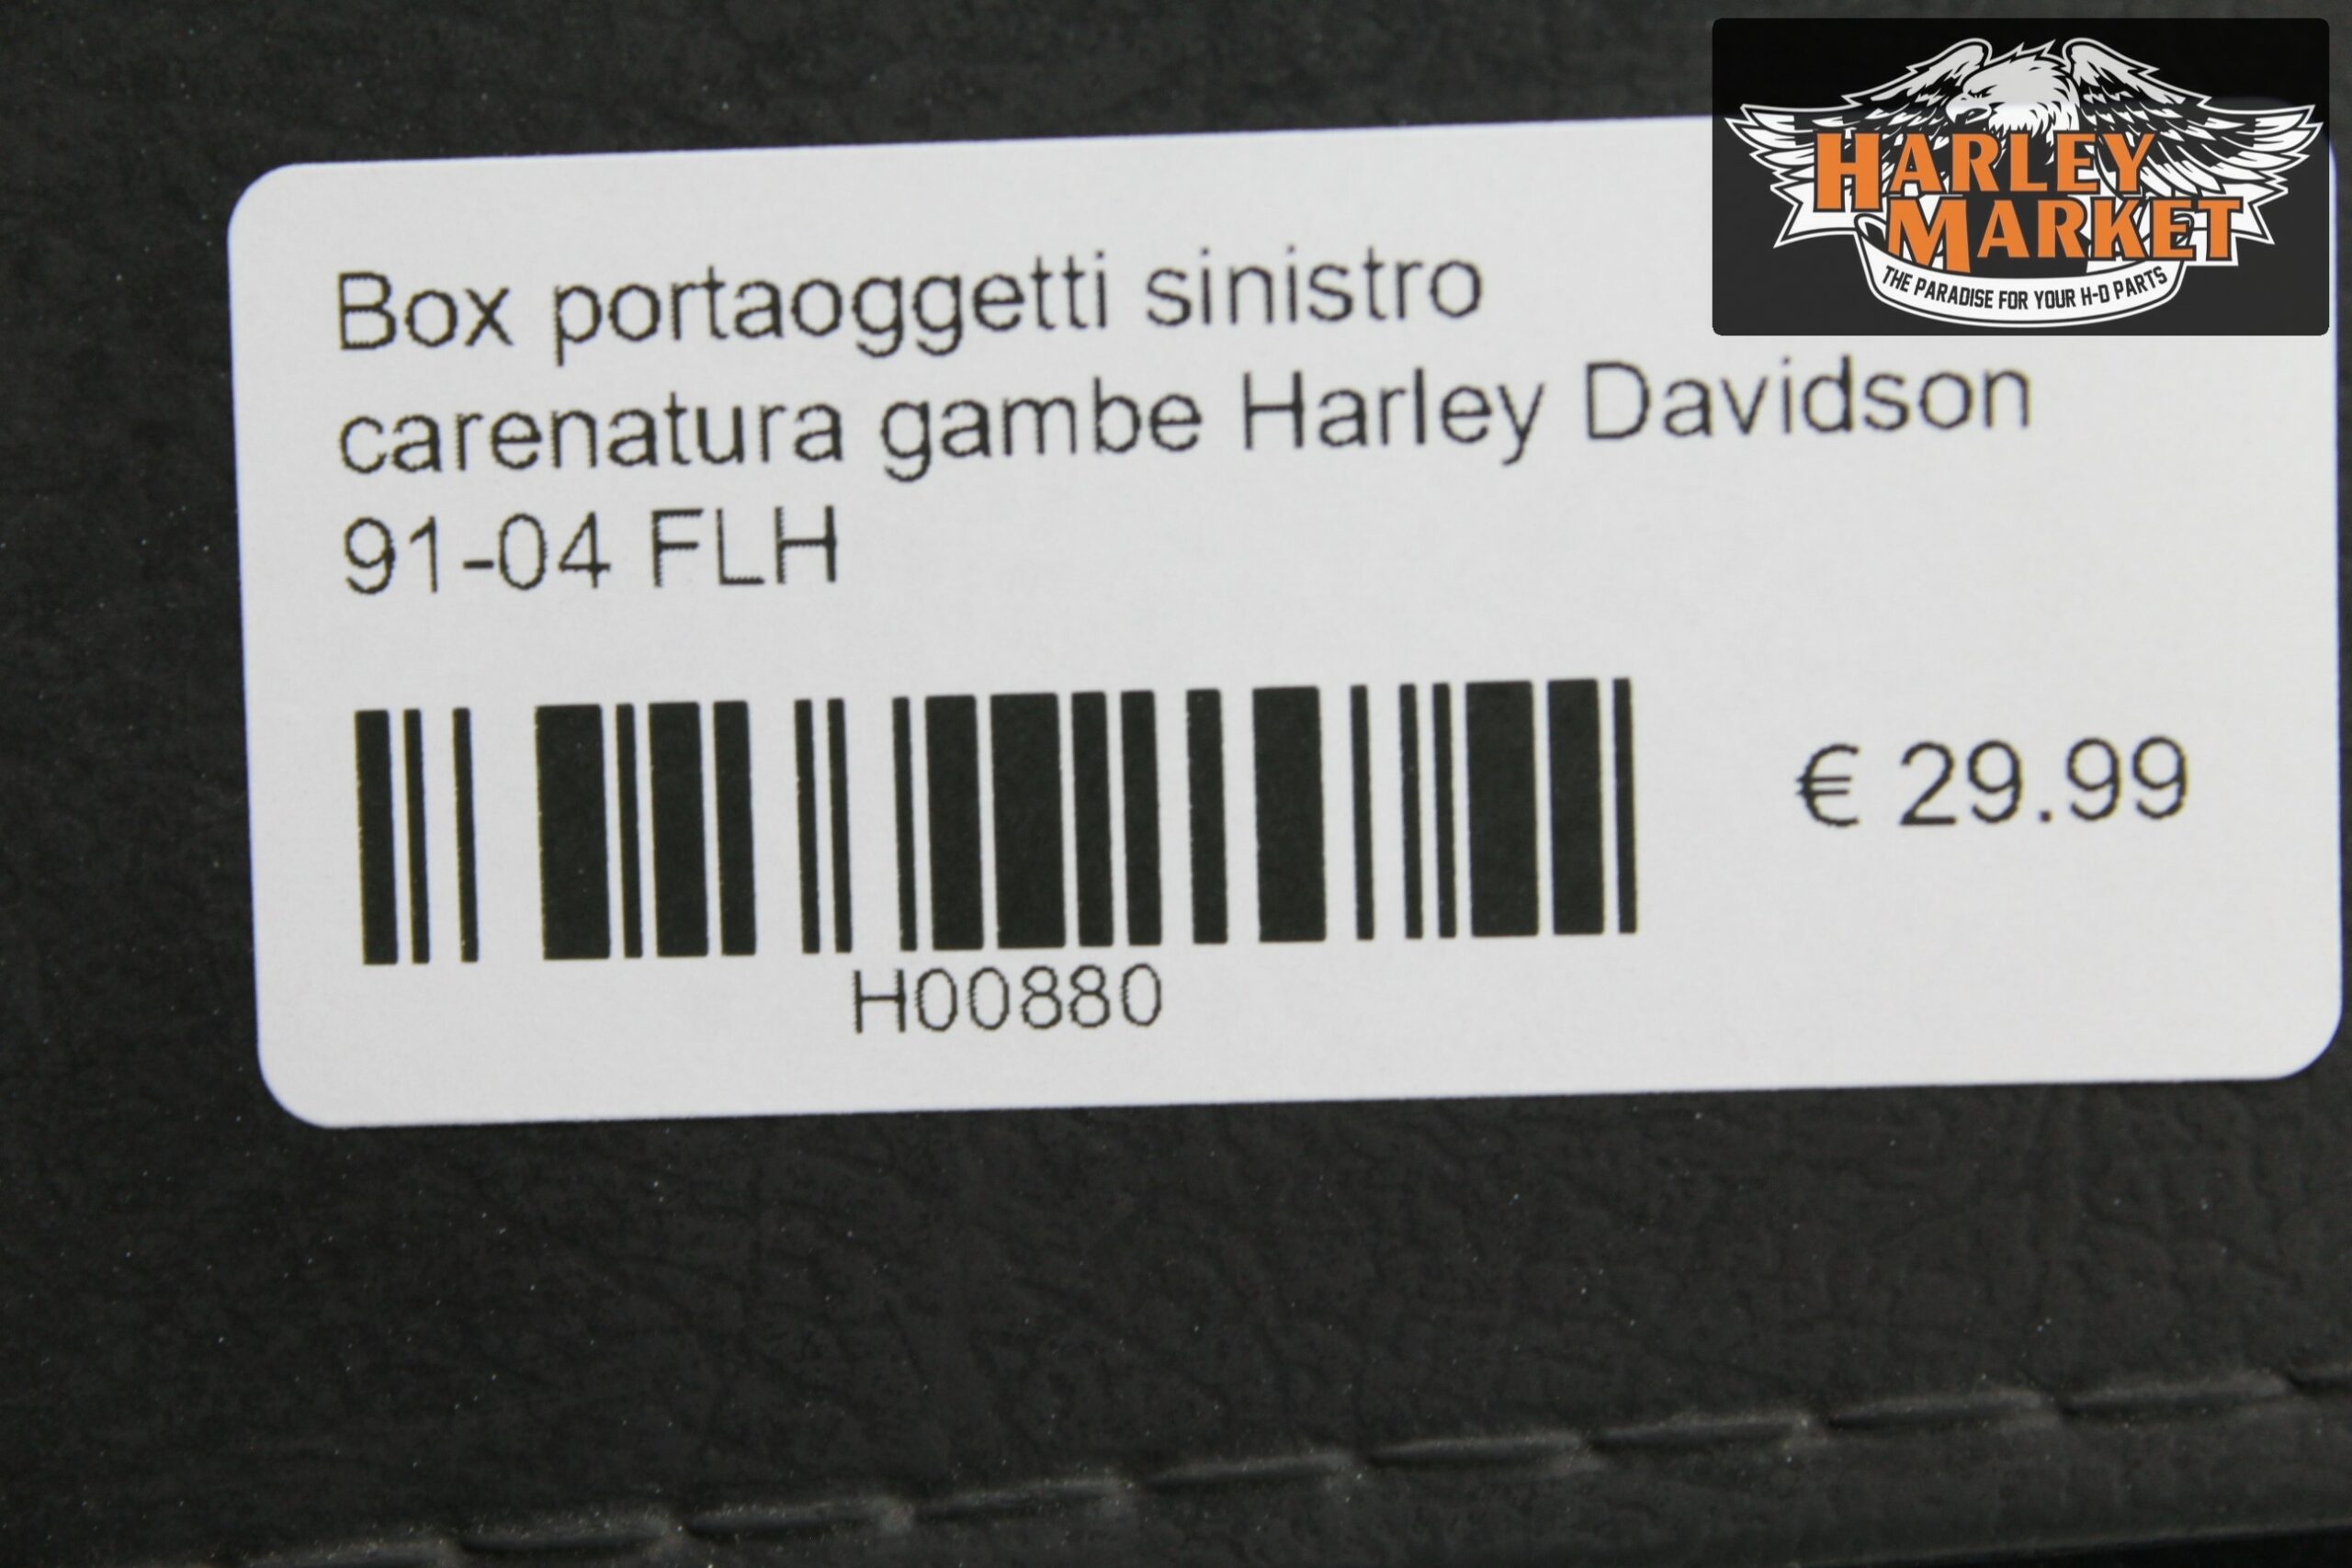 HARLEY
MARKET
THE PARADISE FOR YOUR H-D PARTS
Box portaoggetti sinistro
carenatura gambe Harley Davidson
91-04 FLH
€ 29.99
H00880